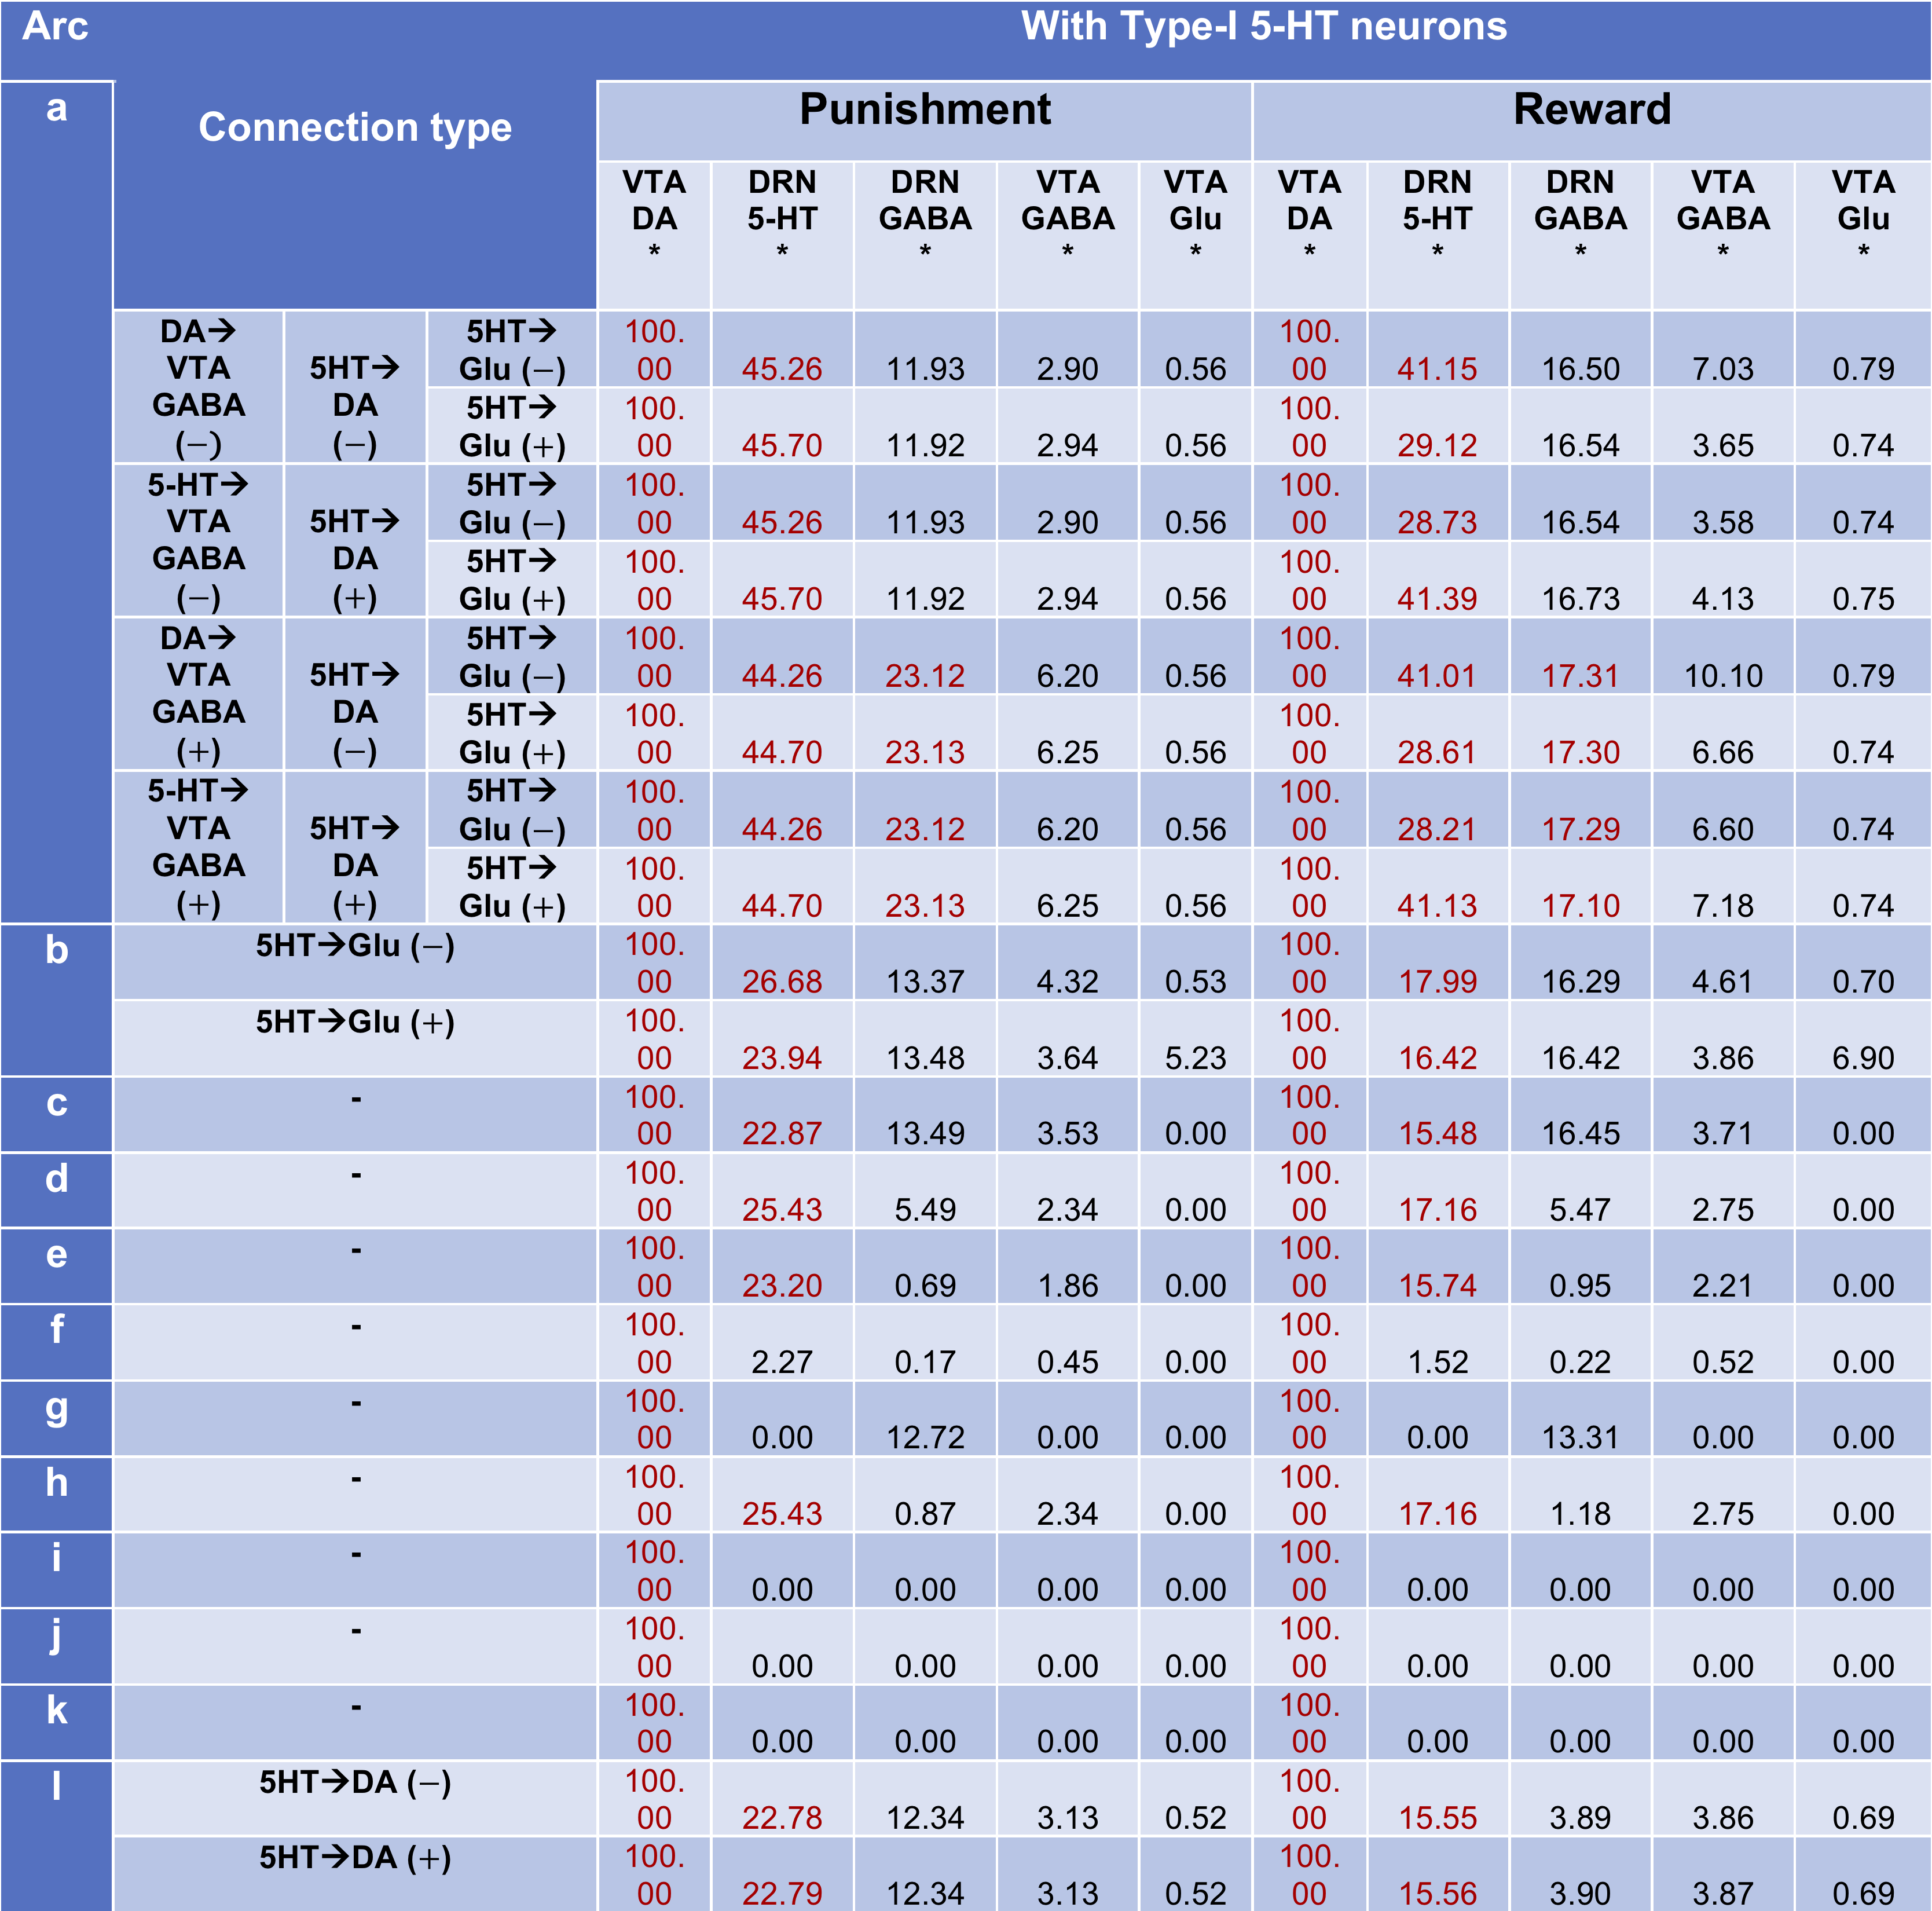 Arc With Type-I 5-HT neurons
a Connection type Punishment Reward
VTA DRN DRN VTA VTA VTA DRN DRN VTA VTA
DA 5-HT GABA GABA Glu DA 5-HT GABA GABA Glu
* * * * * * * * * *
DA→ 5HT→ 100. 100.
VTA 5HT→ Glu (−) 00 45.26 11.93 2.90 0.56 00 41.15 16.50 7.03 0.79
GABA DA 5HT→ 100. 100.
(−) (−) Glu (+) 00 45.70 11.92 2.94 0.56 00 29.12 16.54 3.65 0.74
5-HT→ 5HT→ 100. 100.
VTA 5HT→ Glu (−) 00 45.26 11.93 2.90 0.56 00 28.73 16.54 3.58 0.74
GABA DA 5HT→ 100. 100.
(−) (+) Glu (+) 00 45.70 11.92 2.94 0.56 00 41.39 16.73 4.13 0.75
DA→ 5HT→ 100. 100.
VTA 5HT→ Glu (−) 00 44.26 23.12 6.20 0.56 00 41.01 17.31 10.10 0.79
GABA DA 5HT→ 100. 100.
(+) (−) Glu (+) 00 44.70 23.13 6.25 0.56 00 28.61 17.30 6.66 0.74
5-HT→ 5HT→ 100. 100.
VTA 5HT→ Glu (−) 00 44.26 23.12 6.20 0.56 00 28.21 17.29 6.60 0.74
GABA DA 5HT→ 100. 100.
(+) (+) Glu (+) 00 44.70 23.13 6.25 0.56 00 41.13 17.10 7.18 0.74
b 5HT→Glu (−) 100. 100.
00 26.68 13.37 4.32 0.53 00 17.99 16.29 4.61 0.70
5HT→Glu (+) 100. 100.
00 23.94 13.48 3.64 5.23 00 16.42 16.42 3.86 6.90
c - 100. 100.
00 22.87 13.49 3.53 0.00 00 15.48 16.45 3.71 0.00
d - 100. 100.
00 25.43 5.49 2.34 0.00 00 17.16 5.47 2.75 0.00
e - 100. 100.
00 23.20 0.69 1.86 0.00 00 15.74 0.95 2.21 0.00
f - 100. 100.
00 2.27 0.17 0.45 0.00 00 1.52 0.22 0.52 0.00
g - 100. 100.
00 0.00 12.72 0.00 0.00 00 0.00 13.31 0.00 0.00
h - 100. 100.
00 25.43 0.87 2.34 0.00 00 17.16 1.18 2.75 0.00
i - 100. 100.
00 0.00 0.00 0.00 0.00 00 0.00 0.00 0.00 0.00
j - 100. 100.
00 0.00 0.00 0.00 0.00 00 0.00 0.00 0.00 0.00
k - 100. 100.
00 0.00 0.00 0.00 0.00 00 0.00 0.00 0.00 0.00
l 5HT→DA (−) 100. 100.
00 22.78 12.34 3.13 0.52 00 15.55 3.89 3.86 0.69
5HT→DA (+) 100. 100.
00 22.79 12.34 3.13 0.52 00 15.56 3.90 3.87 0.69